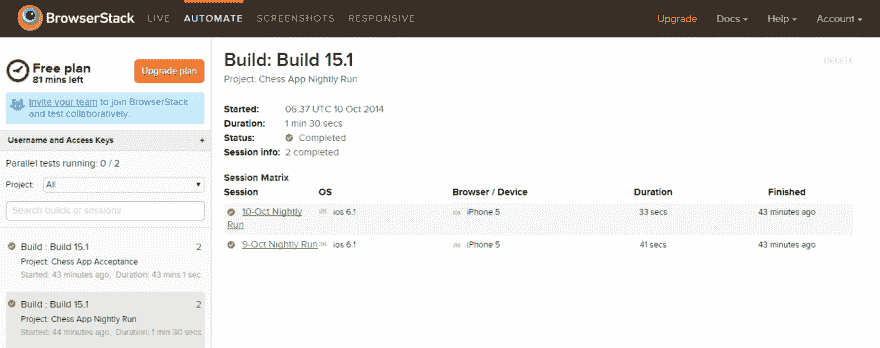 BrowserStack LIVE AUTOMATE SCREENSHOTS RESPONSIVE Upgrade Docs Help Account
Free plan
81 mins left
Upgrade plan
Invite your team to join BrowserStack
and test collaboratively.
Username and Access Keys +
Parallel tests running: 0 / 2
Project: All
Search builds or sessions
Build : Build 15.1 2
Project: Chess App Acceptance
Started: 43 minutes ago, Duration: 43 mins 1 sec
Build : Build 15.1 2
Project: Chess App Nightly Run
Started: 44 minutes ago, Duration: 1 min 30 secs
Build: Build 15.1
DELETE
Project: Chess App Nightly Run
Started: 06:37 UTC 10 Oct 2014
Duration: 1 min 30 secs
Status: Completed
Session info: 2 completed
Session Matrix
Session OS Browser / Device Duration Finished
10-Oct Nightly iOS ios 6.1 iOS iPhone 5 33 secs 43 minutes ago
Run
9-Oct Nightly Run iOS ios 6.1 iOS iPhone 5 41 secs 43 minutes ago